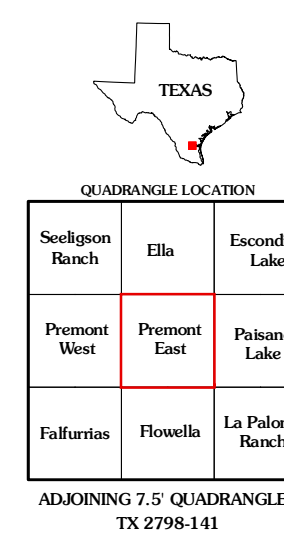 TEXAS
QUADRANGLE LOCATION
Seeligson
Ranch
Ella
Escond
Lake
Premont
West
Premont
East
Paisan
Lake
Falfurrias
Flowella
La Palo
Ranch
ADJOINING 7.5' QUADRANGLE
TX 2798-141